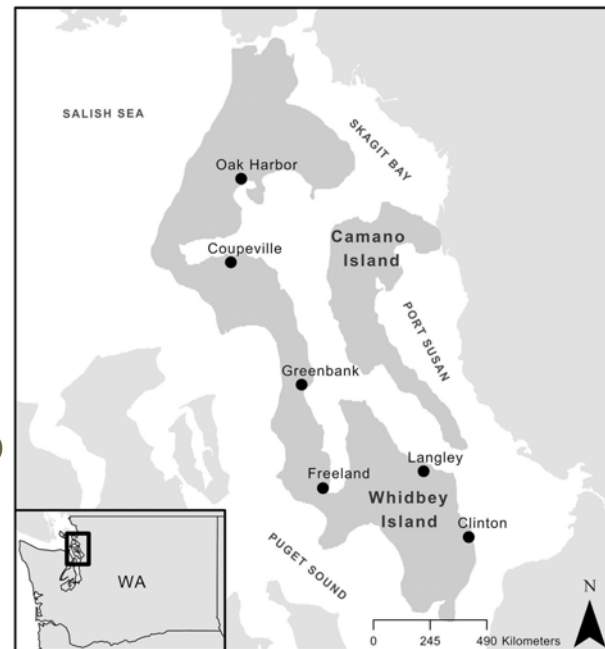 SALISH SEA
SKAGIT BAY
Oak Harbor
Camano
Island
Coupeville
PORT SUSAN
Greenbank
Langley
Freeland
Whidbey
Island
Clinton
PUGET SOUND
WA
N
0 245 490 Kilometers